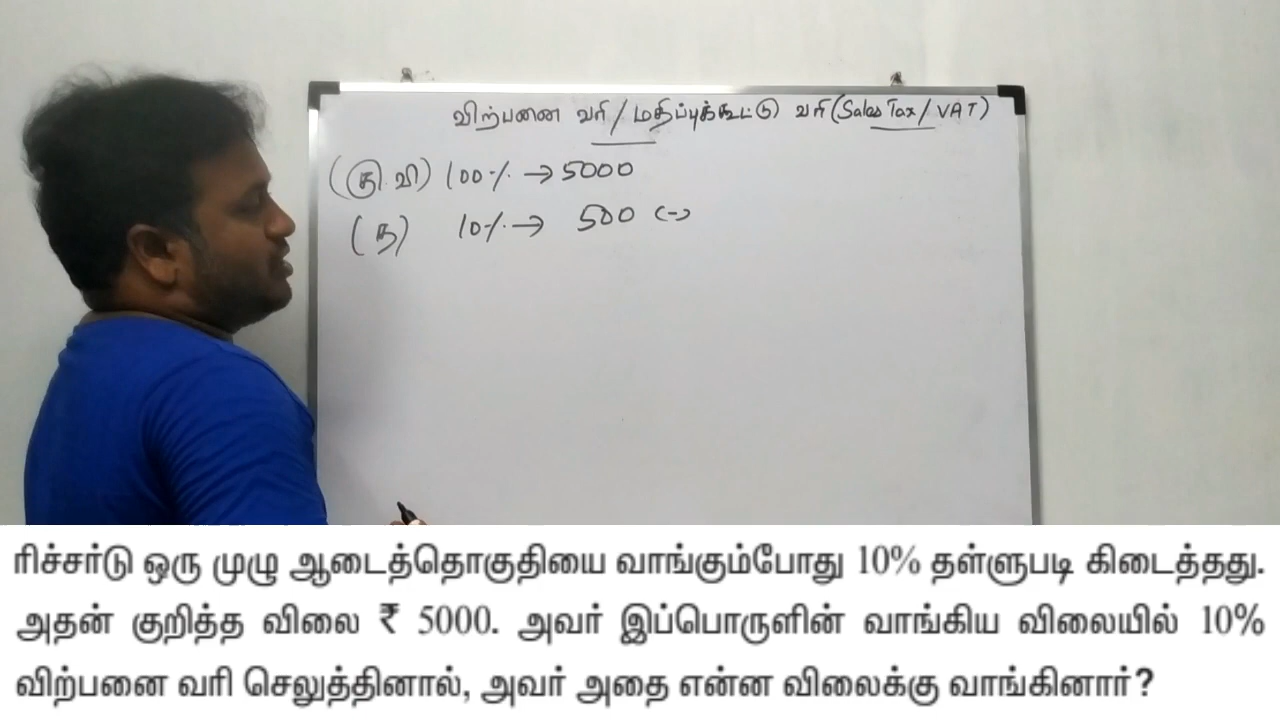 விற்பனை வரி / மதிப்புக்கூட்டு வரி (Sales Tax / VAT)
(கு.வி) 100% → 5000
(த) 10% → 500 (-)
ரிச்சர்டு ஒரு முழு ஆடைத்தொகுதியை வாங்கும்போது 10% தள்ளுபடி கிடைத்தது.
அதன் குறித்த விலை ₹ 5000. அவர் இப்பொருளின் வாங்கிய விலையில் 10%
விற்பனை வரி செலுத்தினால், அவர் அதை என்ன விலைக்கு வாங்கினார்?